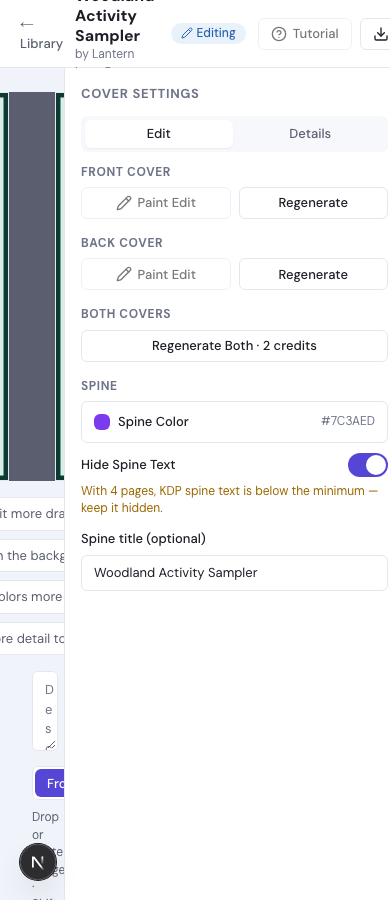 ←
Library
Woodland
Activity
Sampler
by Lantern
Editing
Tutorial
COVER SETTINGS
Edit
Details
FRONT COVER
Paint Edit
Regenerate
BACK COVER
Paint Edit
Regenerate
BOTH COVERS
Regenerate Both · 2 credits
SPINE
Spine Color
#7C3AED
Hide Spine Text
With 4 pages, KDP spine text is below the minimum —
keep it hidden.
Spine title (optional)
Woodland Activity Sampler
it more dra
n the backg
olors more
re detail to
D
e
s
Fro
Drop
or
N